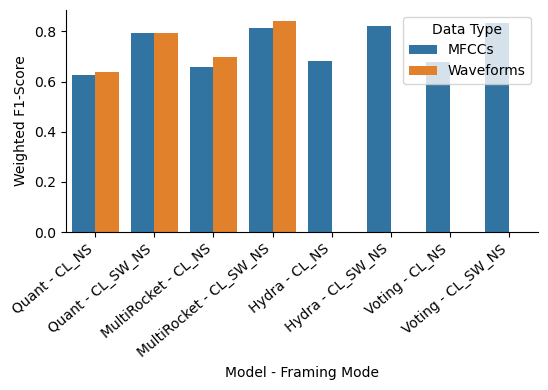 0.8
0.6
0.4
0.2
0.0
Weighted F1-Score
Data Type
MFCCs
Waveforms
Quant - CL_NS
Quant - CL_SW_NS
MultiRocket - CL_NS
MultiRocket - CL_SW_NS
Hydra - CL_NS
Hydra - CL_SW_NS
Voting - CL_NS
Voting - CL_SW_NS
Model - Framing Mode